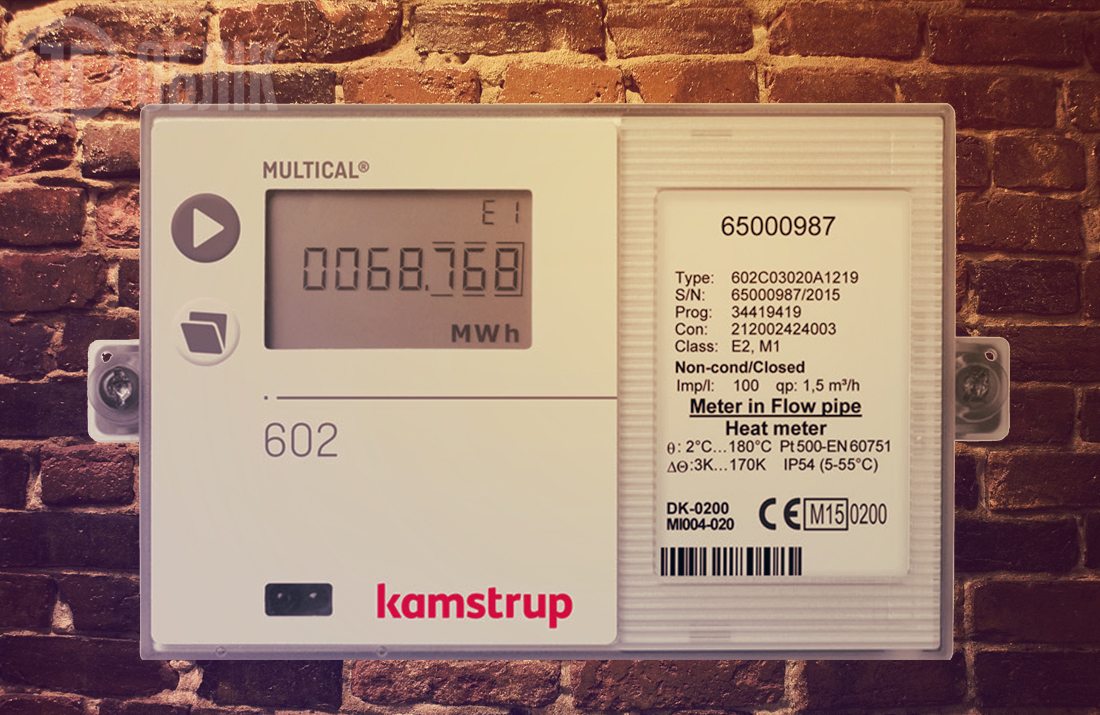 ОБЛІК
MULTICAL®
E1
0068.768
MWh
602
kamstrup
65000987
Type: 602C03020A1219
S/N: 65000987/2015
Prog: 34419419
Con: 212002424003
Class: E2, M1
Non-cond/Closed
Imp/l: 100 qp: 1,5 m³/h
Meter in Flow pipe
Heat meter
θ: 2°C...180°C Pt500-EN60751
ΔΘ:3K...170K IP54 (5-55°C)
DK-0200
MI004-020
CE M15 0200